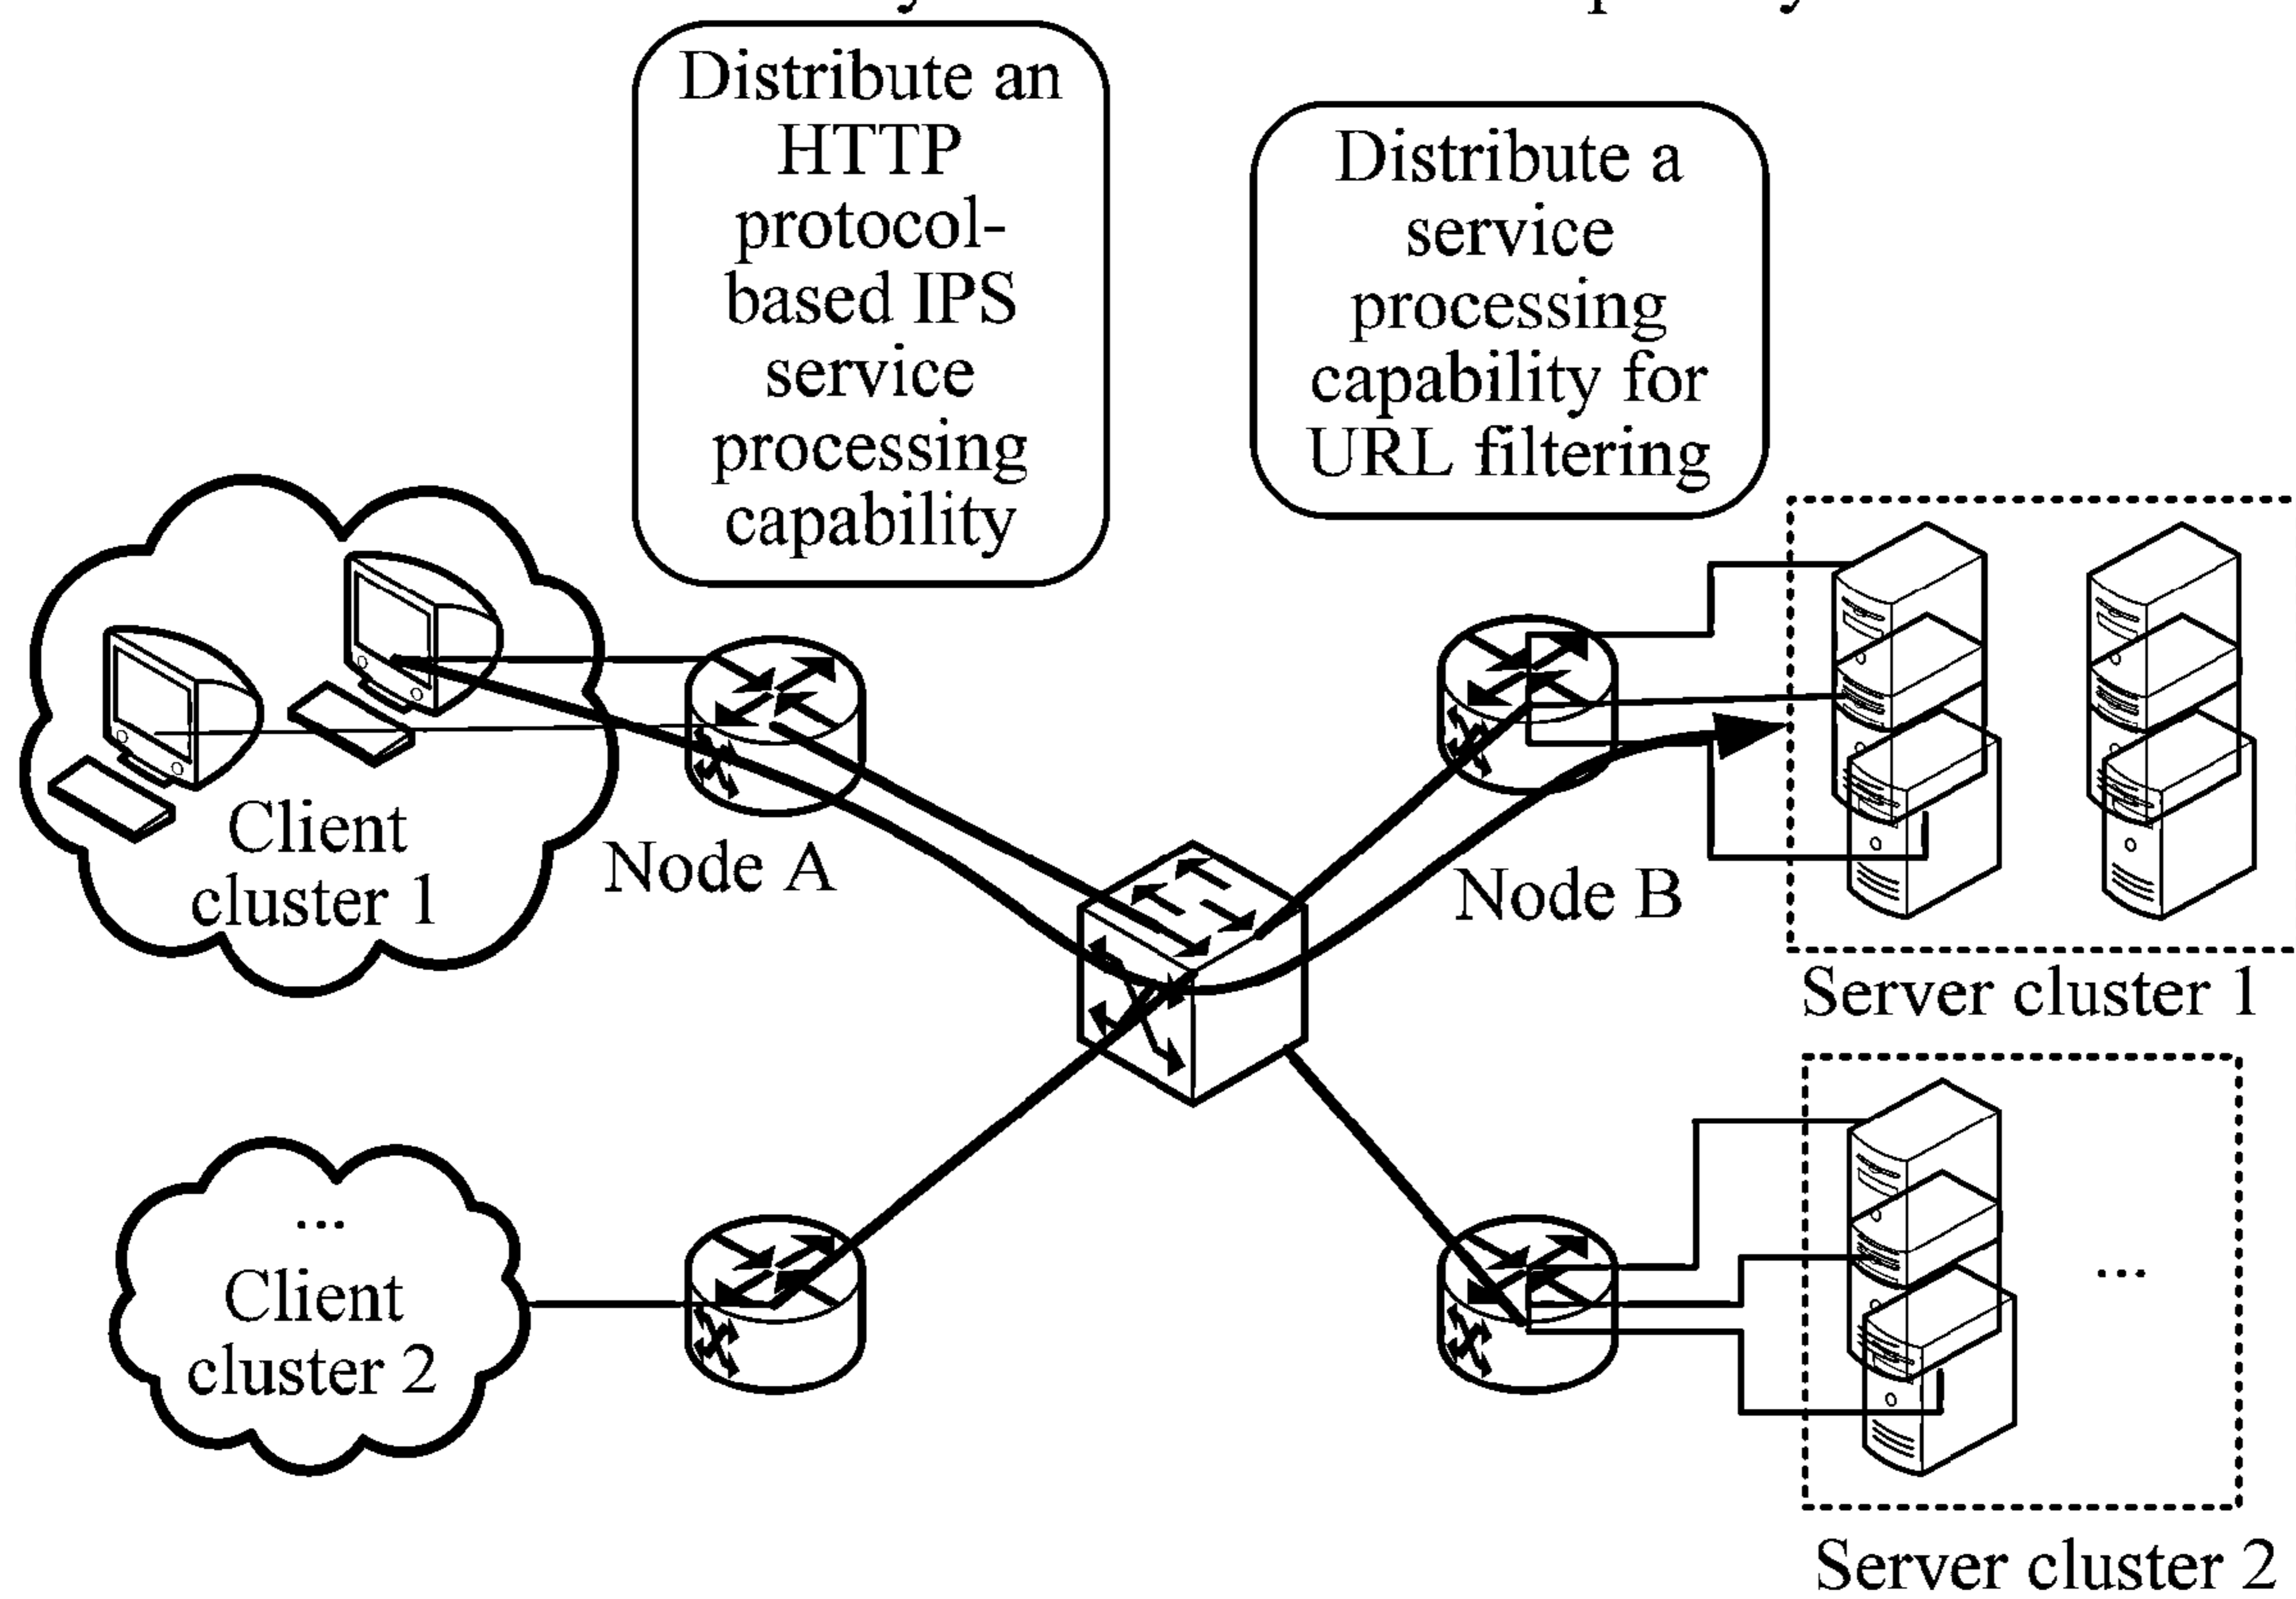 Distribute an
HTTP
protocol-
based IPS
service
processing
capability
Distribute a
service
processing
capability for
URL filtering
Client
cluster 1
Node A
Node B
Server cluster 1
...
Client
cluster 2
...
Server cluster 2